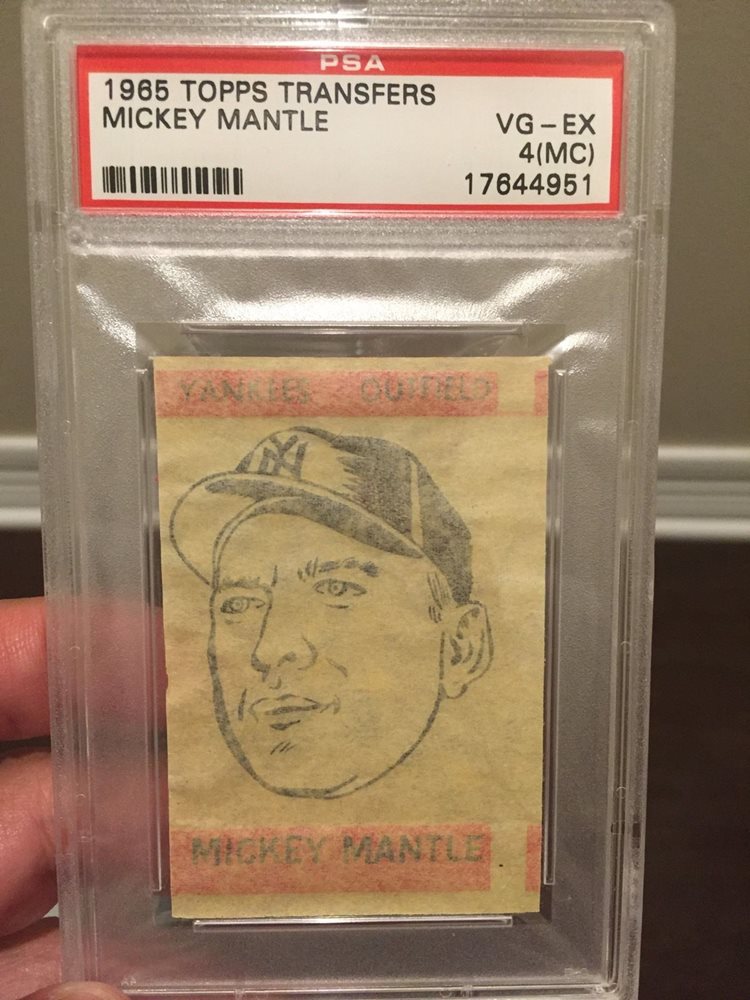 PSA
1965 TOPPS TRANSFERS
MICKEY MANTLE
VG-EX
4(MC)
17644951
NY
YANKEES OUTFIELD
MICKEY MANTLE